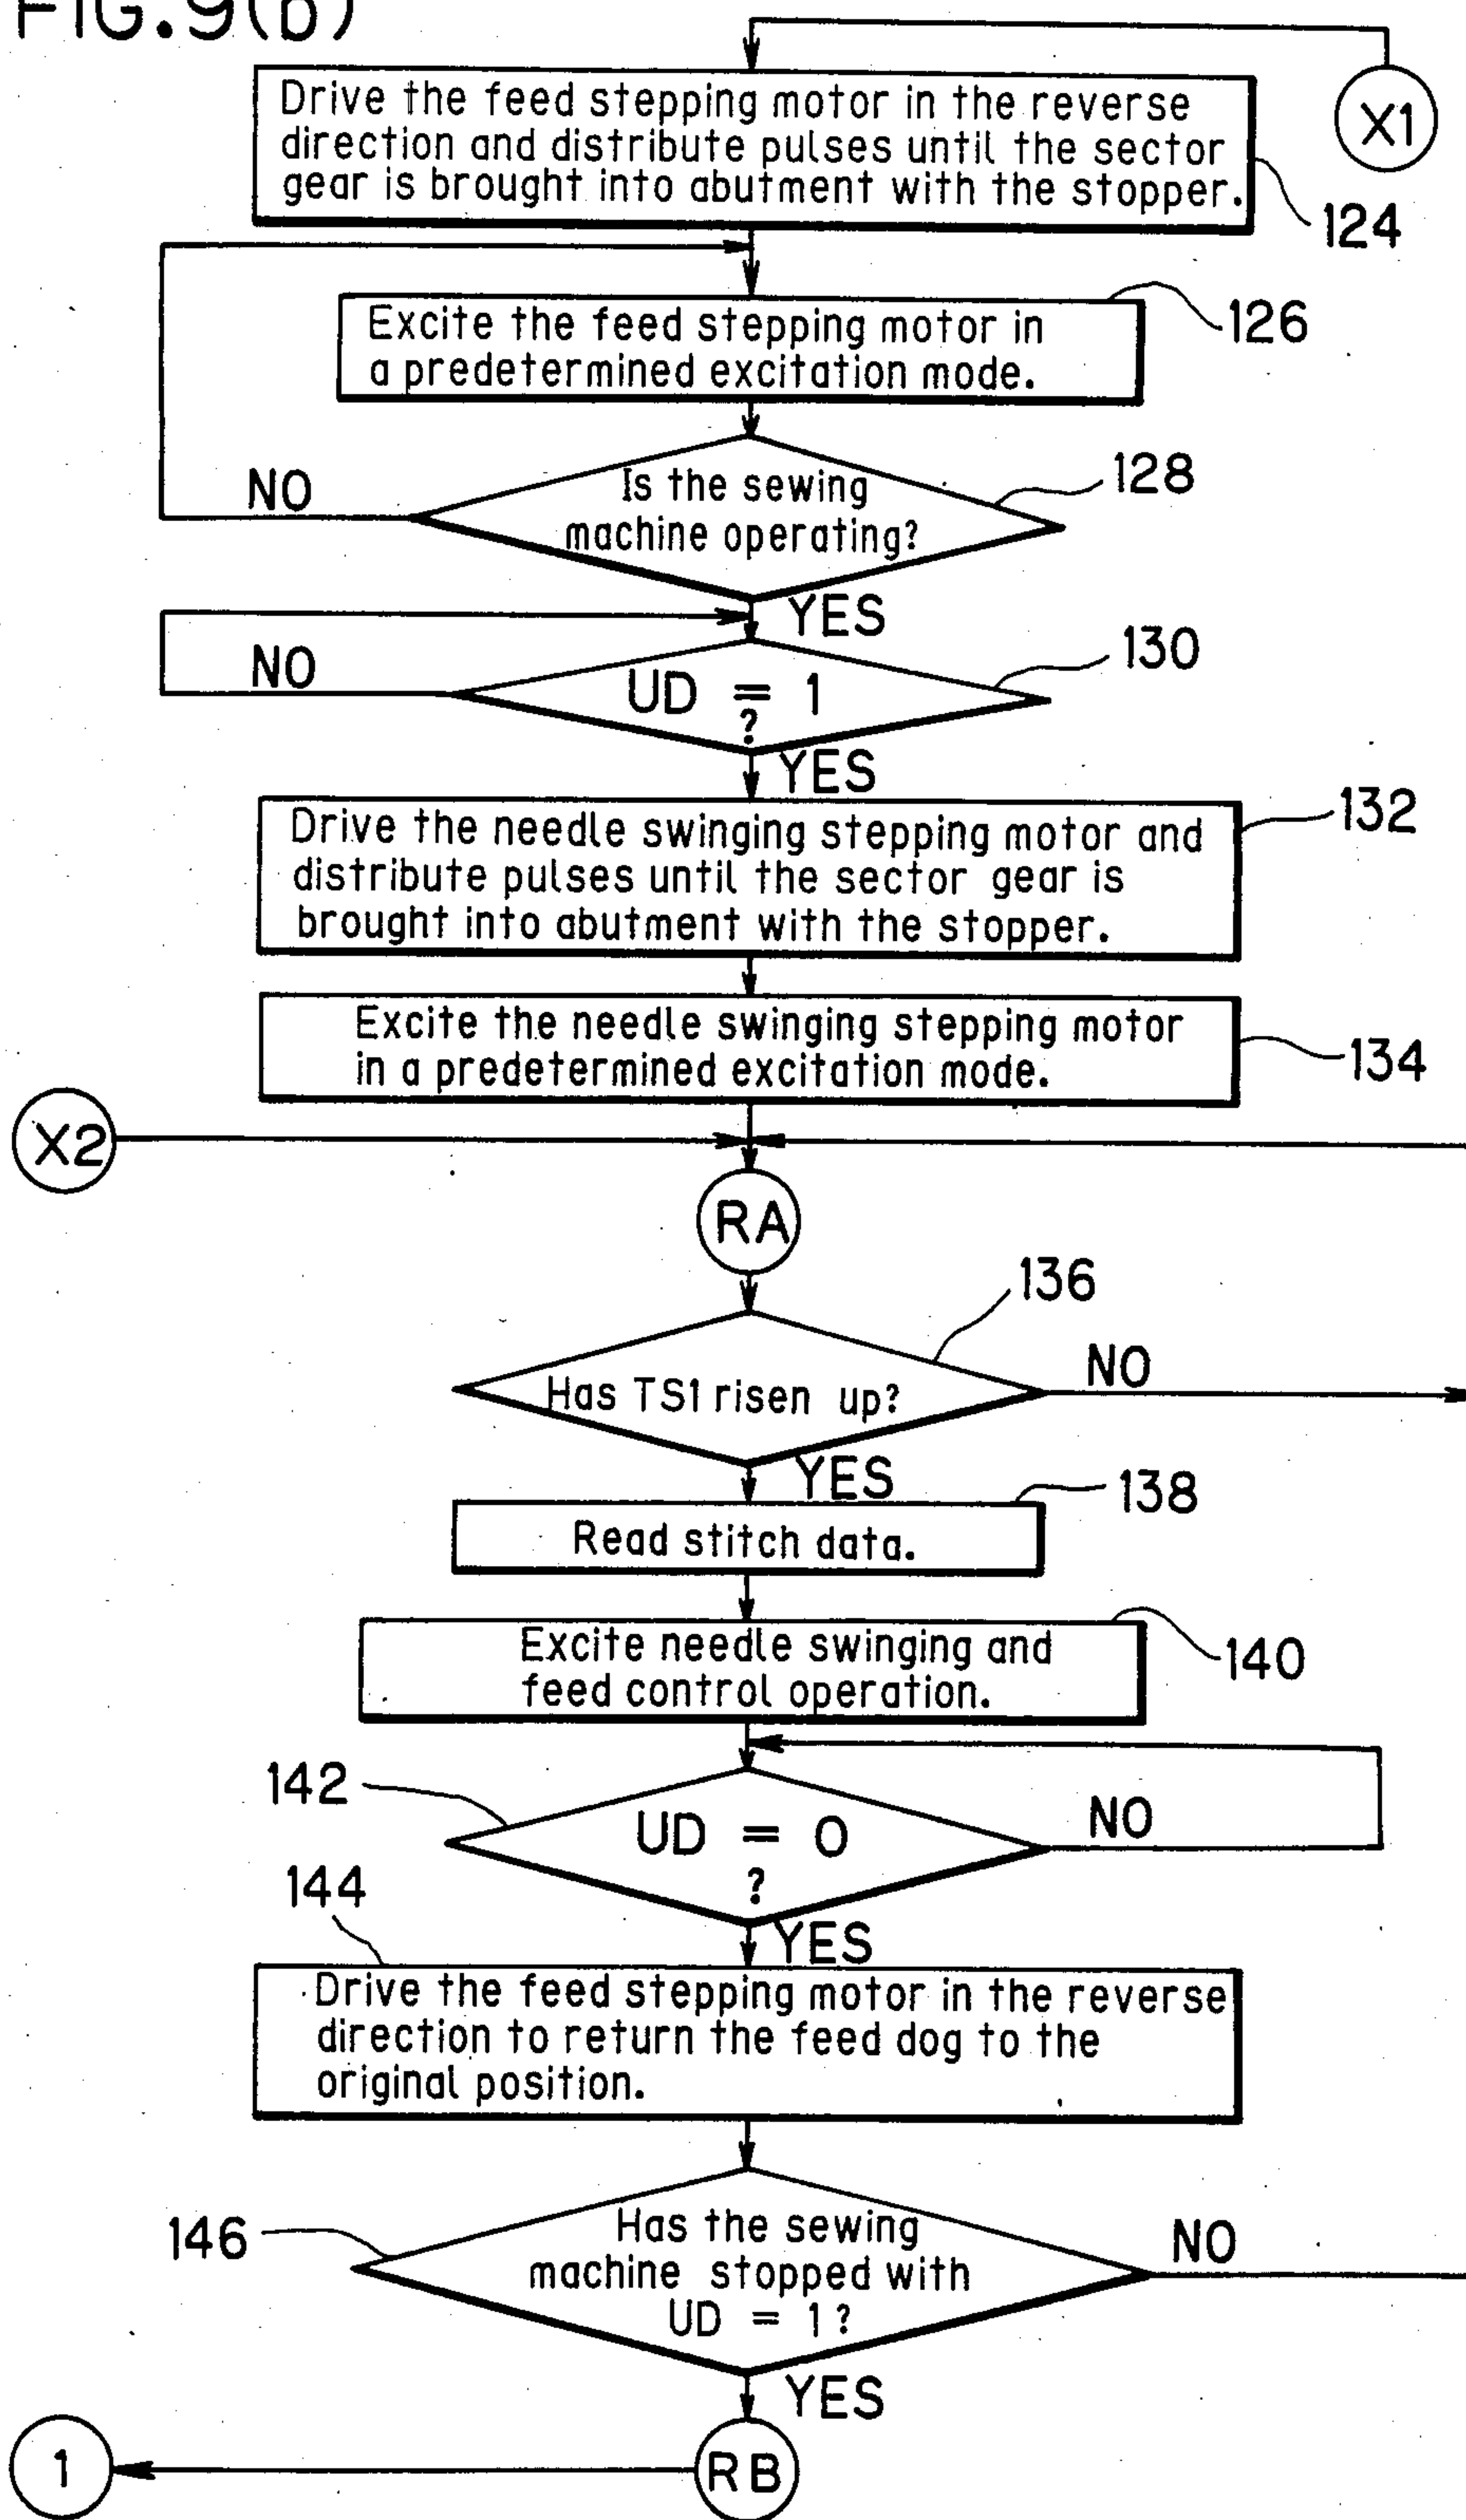 FIG.9(b)
X1
Drive the feed stepping motor in the reverse
direction and distribute pulses until the sector
gear is brought into abutment with the stopper.
124
Excite the feed stepping motor in
a predetermined excitation mode.
126
Is the sewing
machine operating?
128
NO
YES
UD = 1
?
130
NO
YES
Drive the needle swinging stepping motor and
distribute pulses until the sector gear is
brought into abutment with the stopper.
132
Excite the needle swinging stepping motor
in a predetermined excitation mode.
134
X2
RA
136
Has TS1 risen up?
NO
YES
138
Read stitch data.
Excite needle swinging and
feed control operation.
140
142
UD = 0
?
NO
YES
144
Drive the feed stepping motor in the reverse
direction to return the feed dog to the
original position.
146
Has the sewing
machine stopped with
UD = 1?
NO
YES
1
RB